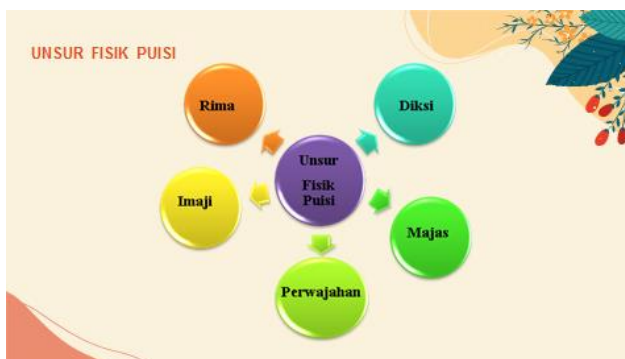 UNSUR FISIK PUISI
Rima
Diksi
Unsur
Fisik
Puisi
Imaji
Majas
Perwajahan